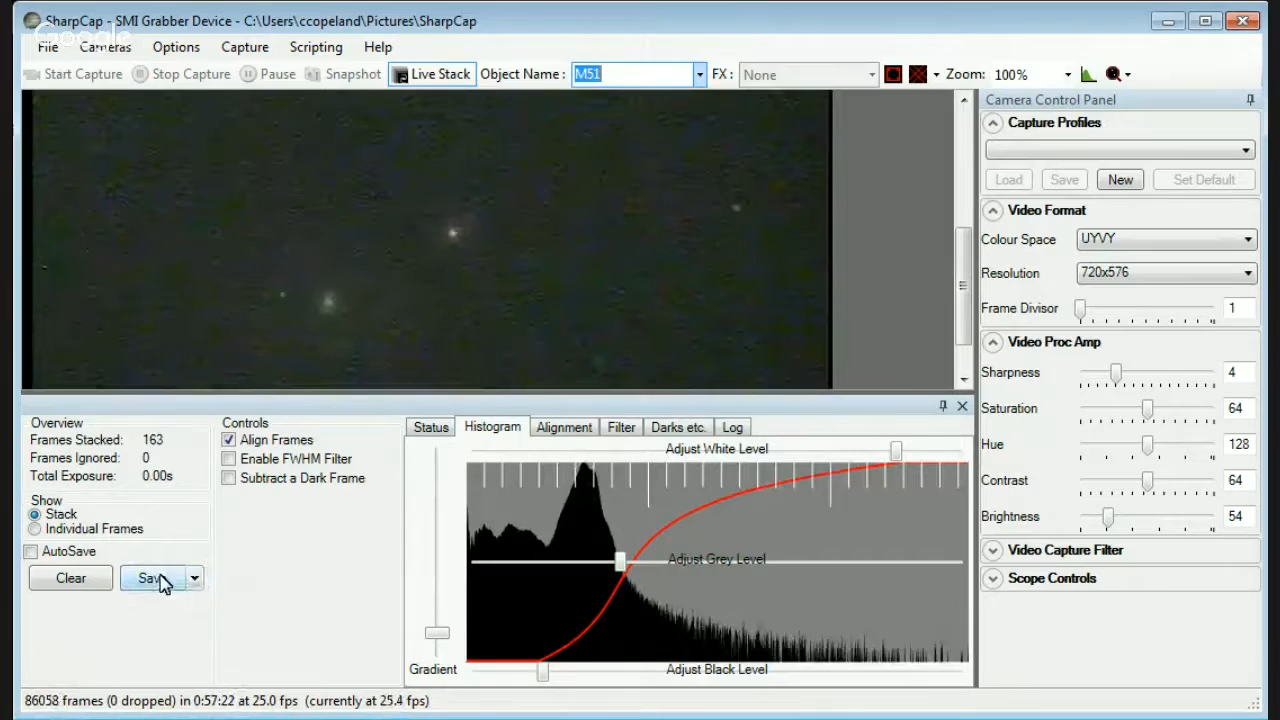 SharpCap - SMI Grabber Device - C:\Users\ccopeland\Pictures\SharpCap
Google
File Cameras Options Capture Scripting Help
Start Capture Stop Capture Pause Snapshot Live Stack Object Name : M51 FX : None Zoom: 100%
Camera Control Panel
Capture Profiles
Load Save New Set Default
Video Format
Colour Space UYVY
Resolution 720x576
Frame Divisor 1
Video Proc Amp
Sharpness 4
Saturation 64
Hue 128
Contrast 64
Brightness 54
Video Capture Filter
Scope Controls
Overview
Frames Stacked: 163
Frames Ignored: 0
Total Exposure: 0.00s
Show
Stack
Individual Frames
AutoSave
Clear Save
Controls
Align Frames
Enable FWHM Filter
Subtract a Dark Frame
Status Histogram Alignment Filter Darks etc. Log
Adjust White Level
Adjust Grey Level
Gradient Adjust Black Level
86058 frames (0 dropped) in 0:57:22 at 25.0 fps (currently at 25.4 fps)